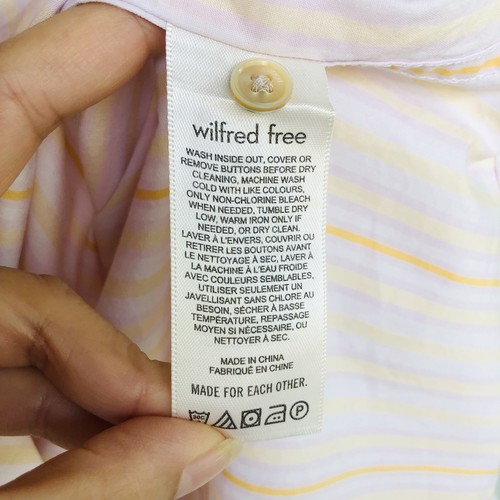 wilfred free
WASH INSIDE OUT, COVER OR
REMOVE BUTTONS BEFORE DRY
CLEANING, MACHINE WASH
COLD WITH LIKE COLOURS,
ONLY NON-CHLORINE BLEACH
WHEN NEEDED, TUMBLE DRY
LOW, WARM IRON ONLY IF
NEEDED, OR DRY CLEAN.
LAVER À L'ENVERS, COUVRIR OU
RETIRER LES BOUTONS AVANT
LE NETTOYAGE À SEC, LAVER À
LA MACHINE À L'EAU FROIDE
AVEC COULEURS SEMBLABLES,
UTILISER SEULEMENT UN
JAVELLISANT SANS CHLORE AU
BESOIN, SÉCHER À BASSE
TEMPÉRATURE, REPASSAGE
MOYEN SI NÉCESSAIRE, OU
NETTOYER À SEC.
MADE IN CHINA
FABRIQUÉ EN CHINE
MADE FOR EACH OTHER.
30C P